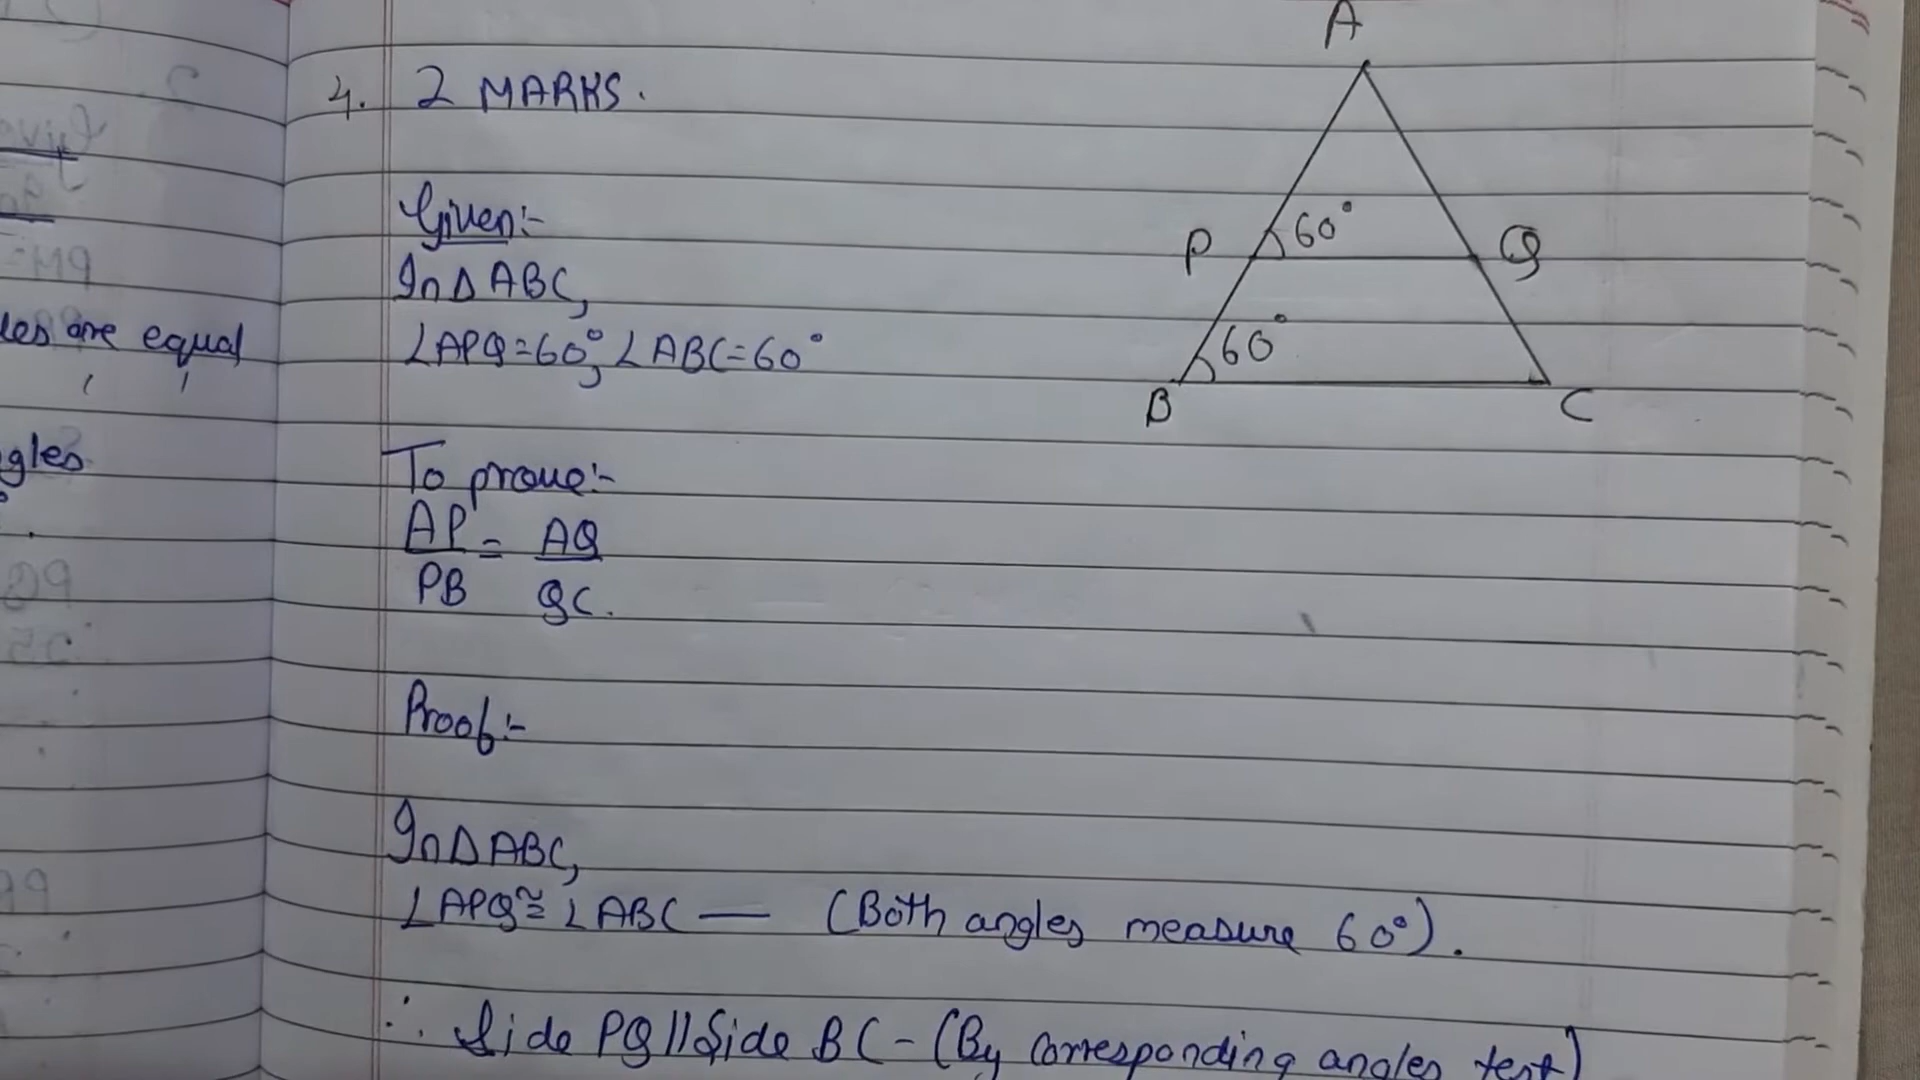 les are equal
gles
4. 2 MARKS.
A
P 60° Q
60°
B C
Given:-
In △ ABC,
∠APQ=60°, ∠ABC=60°
To prove:-
AP = AQ
PB QC.
Proof:-
In △ ABC,
∠APQ ≅ ∠ABC — (Both angles measure 60°).
∴ Side PQ || Side BC - (By corresponding angles test)